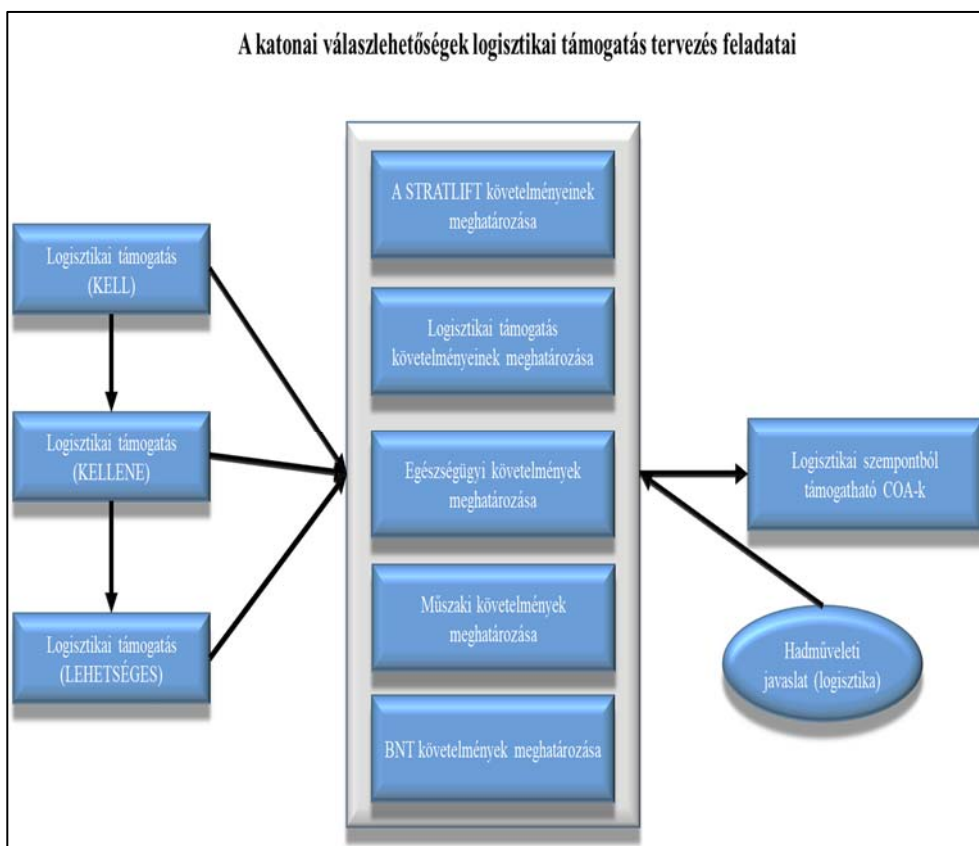 A katonai válaszlehetőségek logisztikai támogatás tervezés feladatai
Logisztikai támogatás
(KELL)
Logisztikai támogatás
(KELLENE)
Logisztikai támogatás
(LEHETSÉGES)
A STRATLIFT követelményeinek
meghatározása
Logisztikai támogatás
követelményeinek meghatározása
Egészségügyi követelmények
meghatározása
Műszaki követelmények
meghatározása
BNT követelmények meghatározása
Logisztikai szempontból
támogatható COA-k
Hadműveleti
javaslat (logisztika)